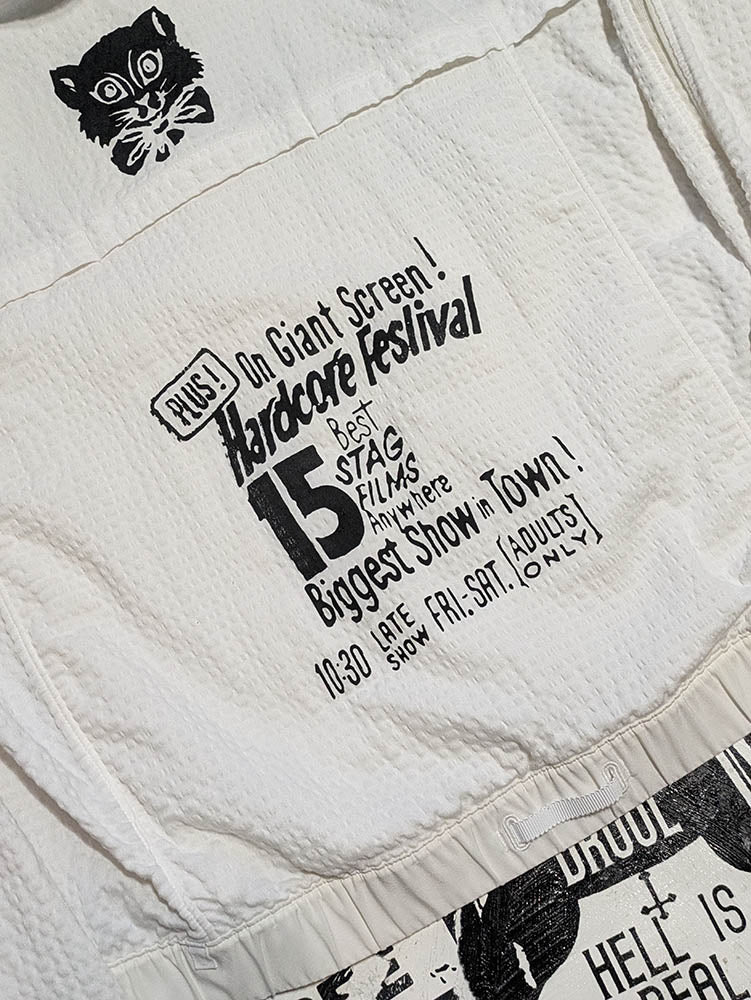 On Giant Screen!
PLUS! Hardcore Festival
15 Best
STAG
FILMS
Anywhere
Biggest Show in Town!
10:30 LATE SHOW FRI.-SAT. [ADULTS ONLY]
DROOL
HELL IS
REAL